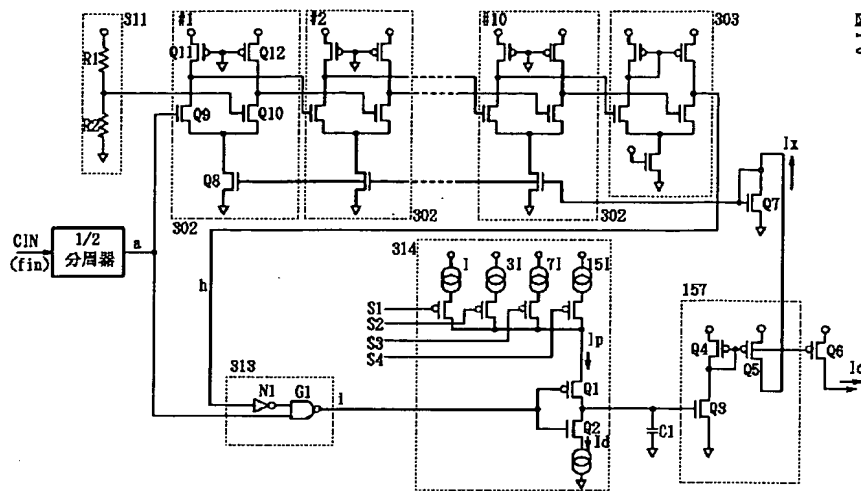 311
#1
#2
#10
303
R1
Q11
Q12
R2
Q9
Q10
Ix
Q8
Q7
302
302
302
CIN
(fin)
1/2
分周器
a
314
I
3I
7I
15I
157
h
S1
S2
S3
S4
Ip
Q4
Q5
Q6
313
N1
G1
i
Q1
Q2
Id
C1
Q3